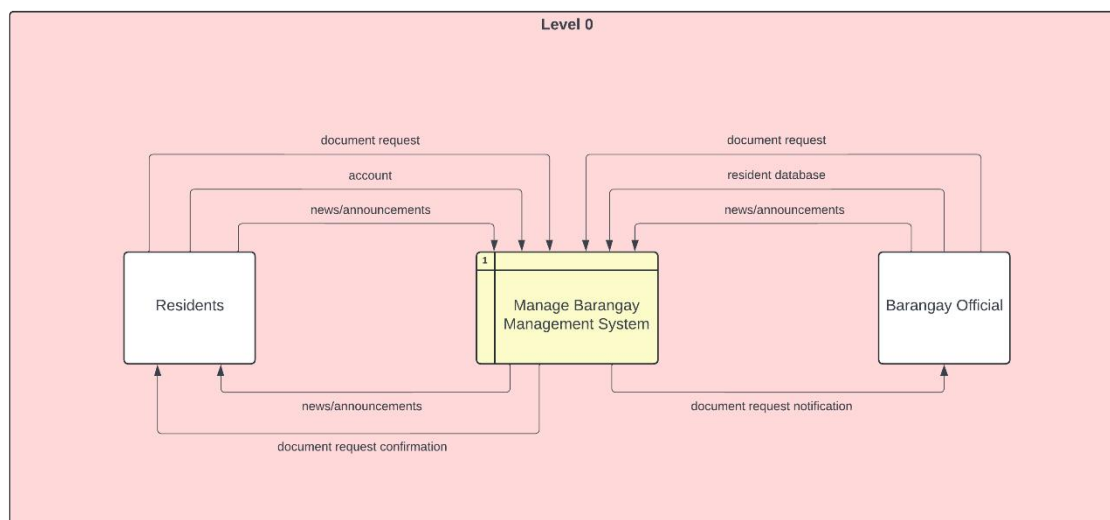 Level 0
document request
document request
account
resident database
news/announcements
news/announcements
1
Residents
Manage Barangay
Management System
Barangay Official
news/announcements
document request notification
document request confirmation